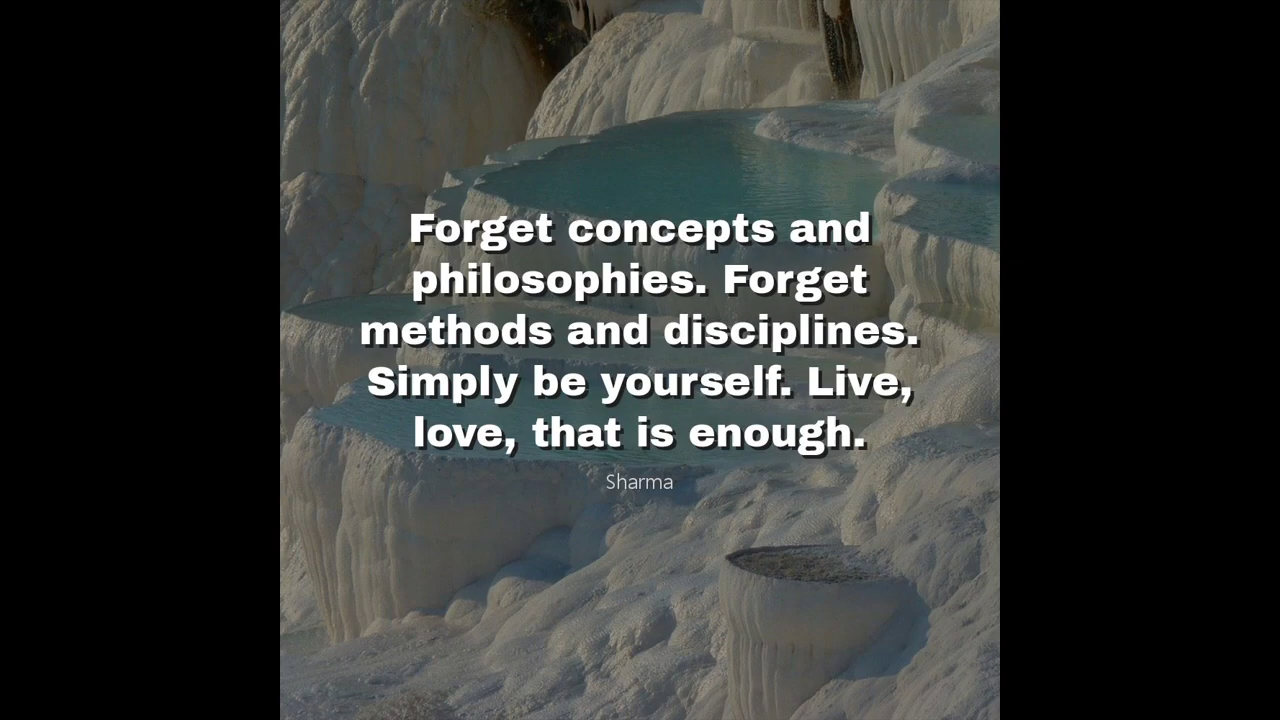 Forget concepts and
philosophies. Forget
methods and disciplines.
Simply be yourself. Live,
love, that is enough.
Sharma